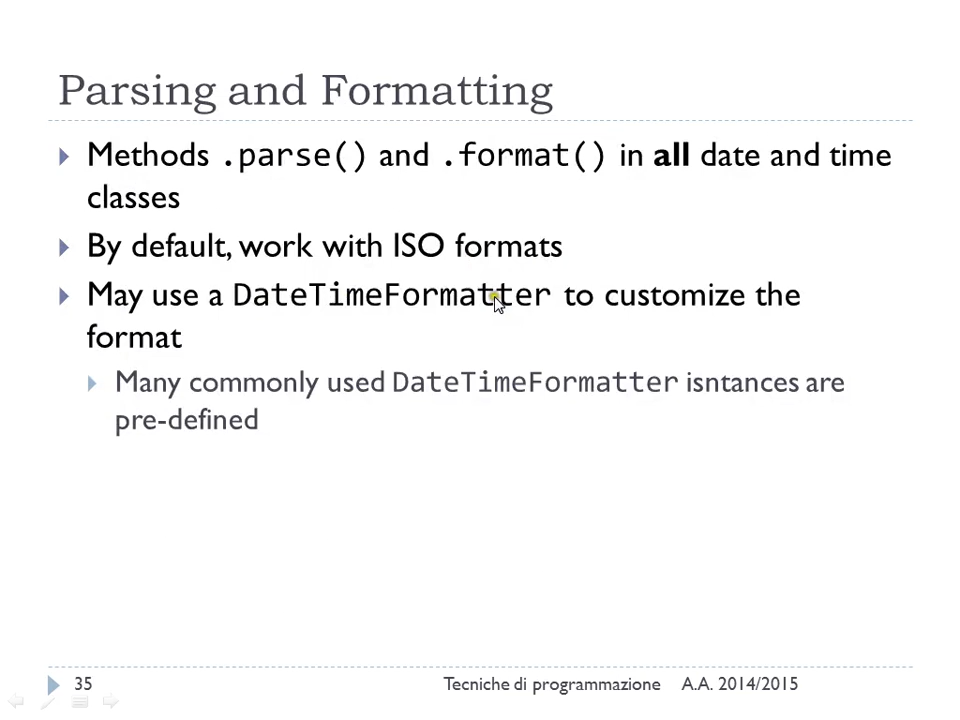 Parsing and Formatting
Methods .parse() and .format() in all date and time
classes
By default, work with ISO formats
May use a DateTimeFormatter to customize the
format
Many commonly used DateTimeFormatter isntances are
pre-defined
35 Tecniche di programmazione A.A. 2014/2015